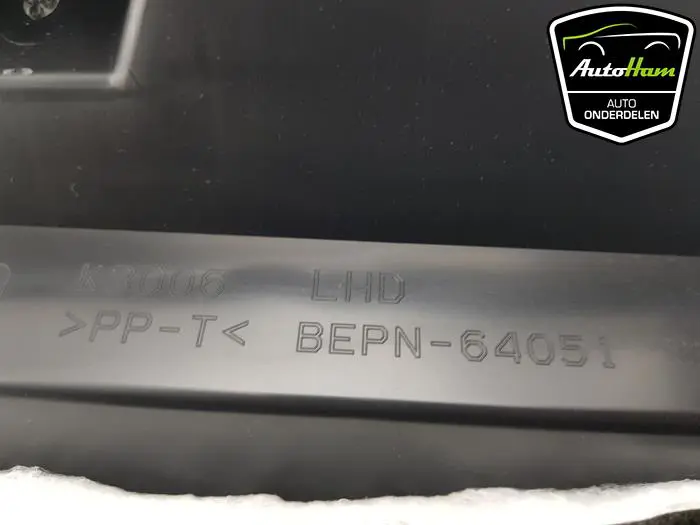 AutoHam
AUTO
ONDERDELEN
LHD
>PP-T< BEPN-64051